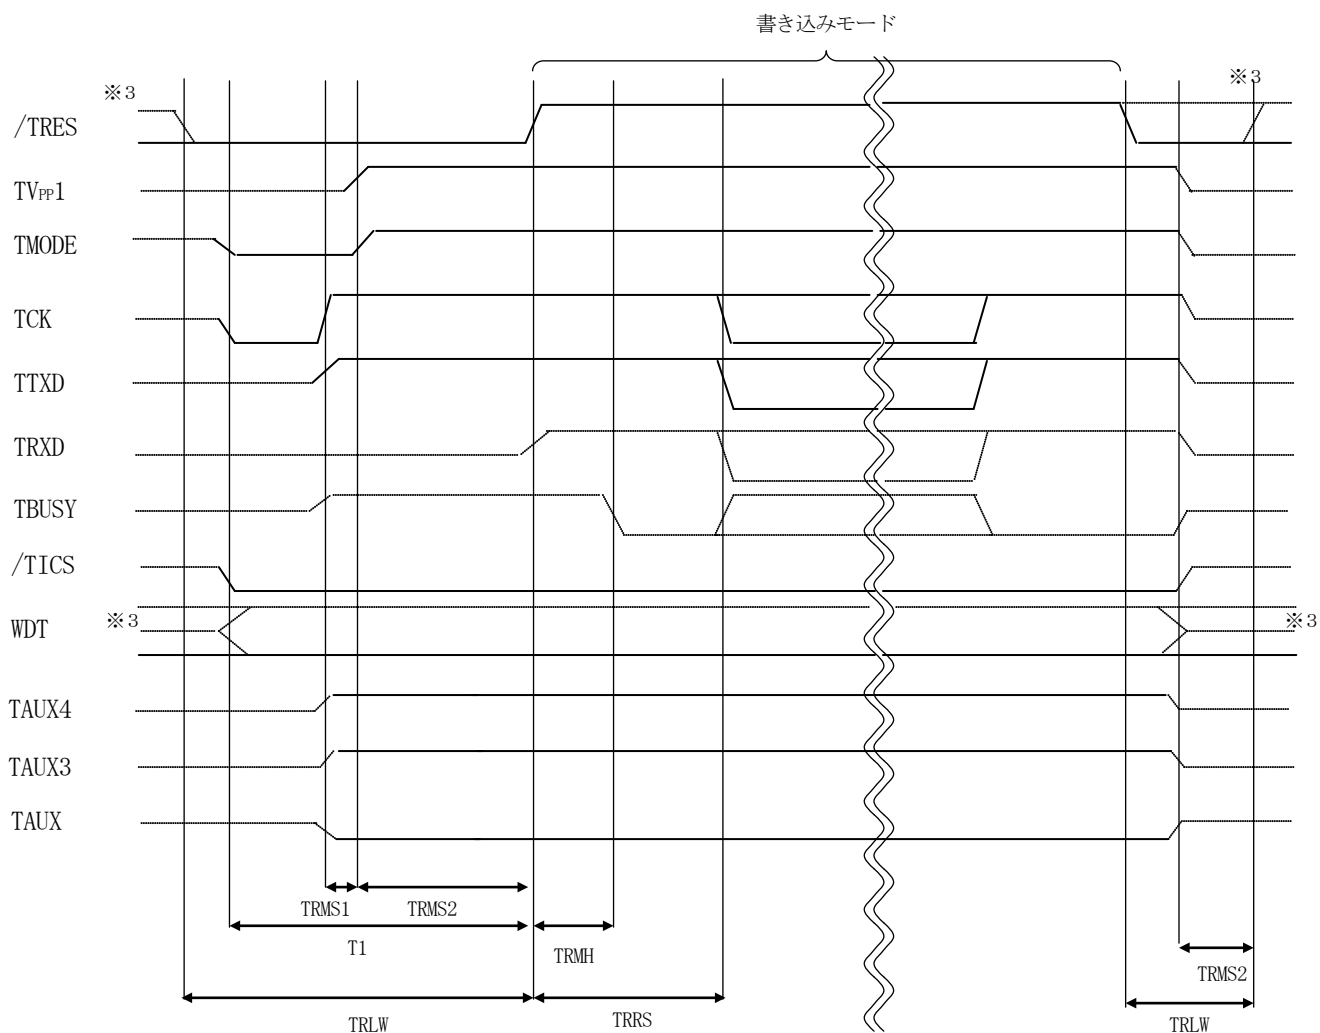 書き込みモード
※3
※3
/TRES
TVPP1
TMODE
TCK
TTXD
TRXD
TBUSY
/TICS
※3
WDT
※3
TAUX4
TAUX3
TAUX
TRMS1
TRMS2
T1
TRMH
TRMS2
TRLW
TRRS
TRLW